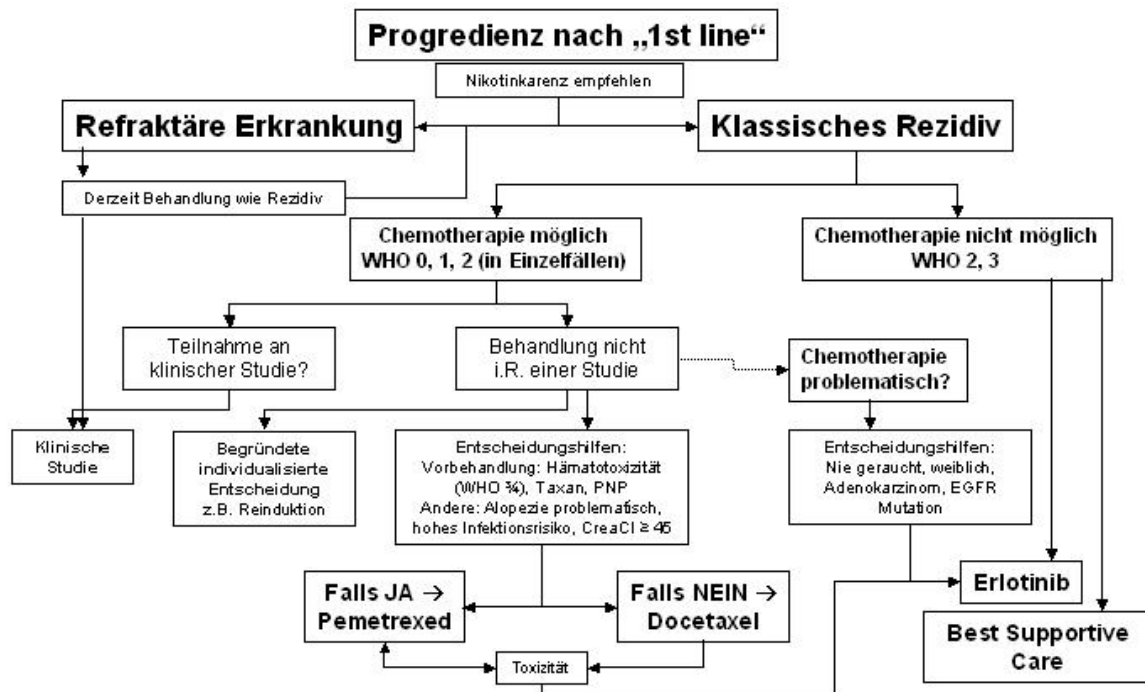 Progredienz nach „1st line“
Nikotinkarenz empfehlen
Refraktäre Erkrankung
Klassisches Rezidiv
Derzeit Behandlung wie Rezidiv
Chemotherapie möglich
WHO 0, 1, 2 (in Einzelfällen)
Chemotherapie nicht möglich
WHO 2, 3
Teilnahme an
klinischer Studie?
Behandlung nicht
i.R. einer Studie
Chemotherapie
problematisch?
Klinische
Studie
Begründete
individualisierte
Entscheidung
z.B. Reinduktion
Entscheidungshilfen:
Vorbehandlung: Hämatotoxizität
(WHO ¾), Taxan, PNP
Andere: Alopezie problematisch,
hohes Infektionsrisiko, CreaCl ≥ 45
Entscheidungshilfen:
Nie geraucht, weiblich,
Adenokarzinom, EGFR
Mutation
Falls JA →
Pemetrexed
Falls NEIN →
Docetaxel
Erlotinib
Best Supportive
Care
Toxizität